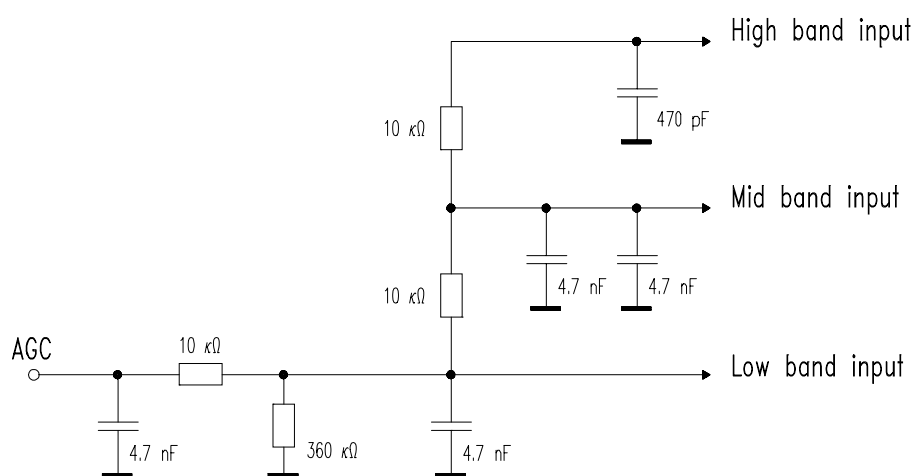 High band input
10 κΩ
470 pF
Mid band input
10 κΩ
4.7 nF
4.7 nF
AGC
10 κΩ
Low band input
4.7 nF
360 κΩ
4.7 nF